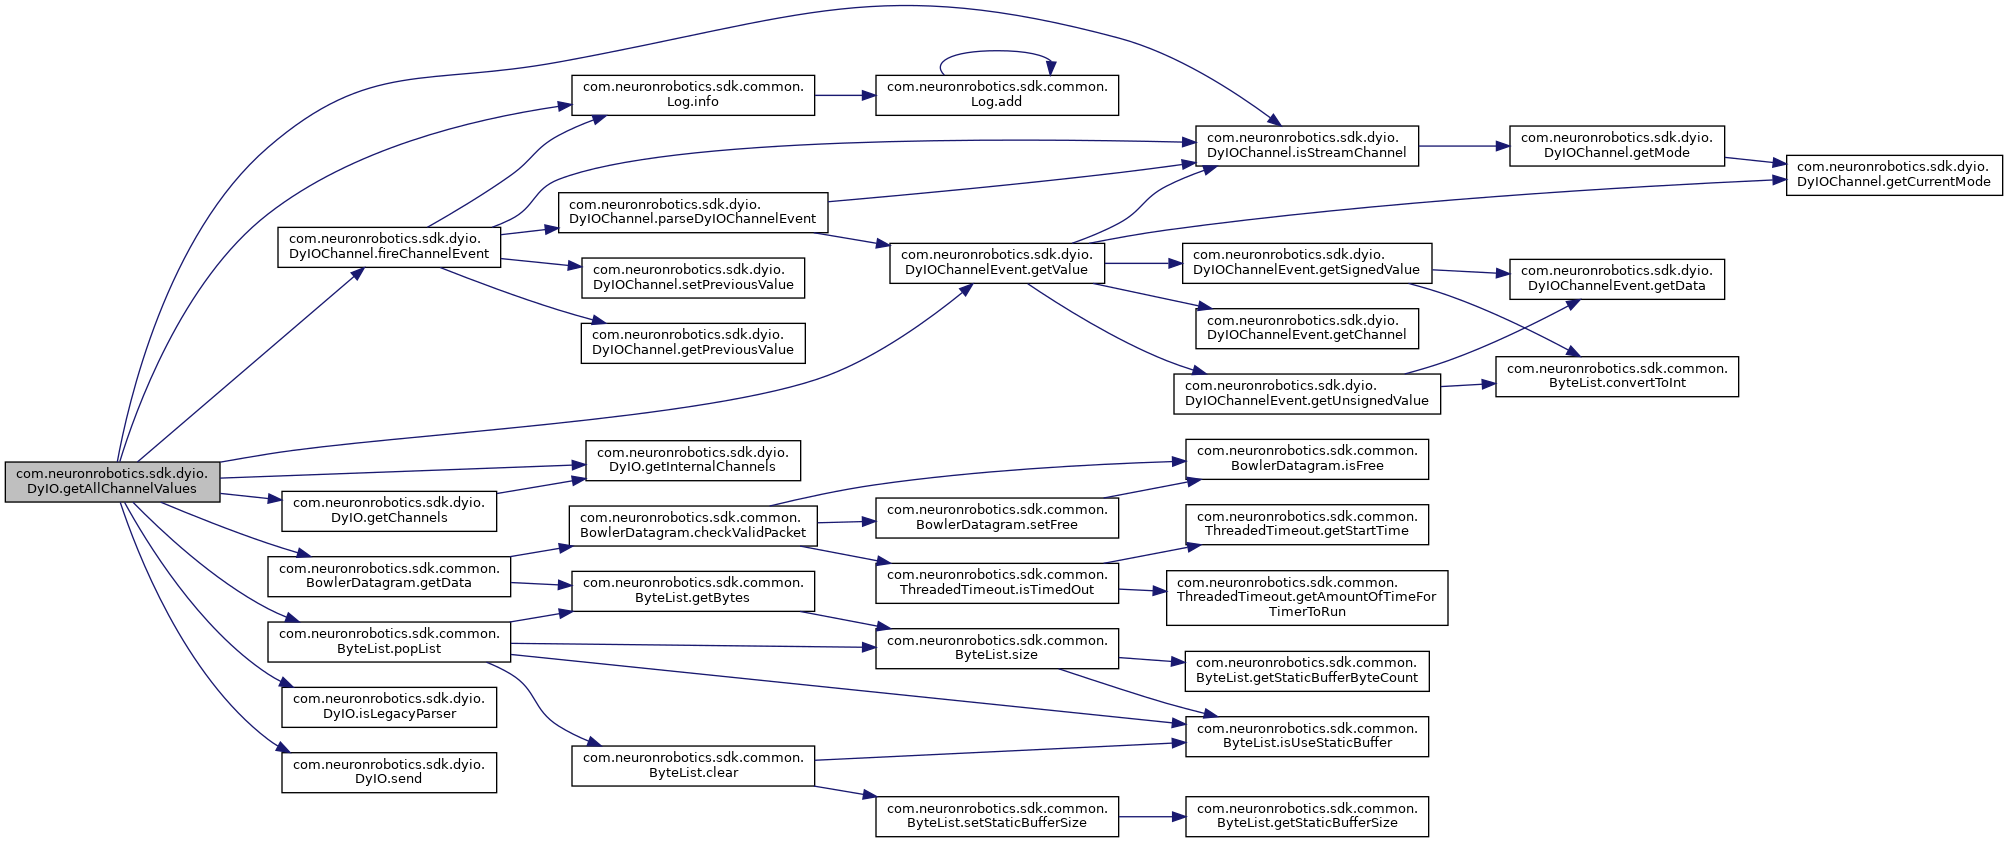 com.neuronrobotics.sdk.common.
Log.info
com.neuronrobotics.sdk.common.
Log.add
com.neuronrobotics.sdk.dyio.
DyIOChannel.isStreamChannel
com.neuronrobotics.sdk.dyio.
DyIOChannel.getMode
com.neuronrobotics.sdk.dyio.
DyIOChannel.getCurrentMode
com.neuronrobotics.sdk.dyio.
DyIOChannel.parseDyIOChannelEvent
com.neuronrobotics.sdk.dyio.
DyIOChannel.fireChannelEvent
com.neuronrobotics.sdk.dyio.
DyIOChannel.setPreviousValue
com.neuronrobotics.sdk.dyio.
DyIOChannelEvent.getValue
com.neuronrobotics.sdk.dyio.
DyIOChannelEvent.getSignedValue
com.neuronrobotics.sdk.dyio.
DyIOChannelEvent.getData
com.neuronrobotics.sdk.dyio.
DyIOChannel.getPreviousValue
com.neuronrobotics.sdk.dyio.
DyIOChannelEvent.getChannel
com.neuronrobotics.sdk.dyio.
DyIOChannelEvent.getUnsignedValue
com.neuronrobotics.sdk.common.
ByteList.convertToInt
com.neuronrobotics.sdk.dyio.
DyIO.getAllChannelValues
com.neuronrobotics.sdk.dyio.
DyIO.getInternalChannels
com.neuronrobotics.sdk.common.
BowlerDatagram.isFree
com.neuronrobotics.sdk.dyio.
DyIO.getChannels
com.neuronrobotics.sdk.common.
BowlerDatagram.checkValidPacket
com.neuronrobotics.sdk.common.
BowlerDatagram.setFree
com.neuronrobotics.sdk.common.
ThreadedTimeout.getStartTime
com.neuronrobotics.sdk.common.
BowlerDatagram.getData
com.neuronrobotics.sdk.common.
ByteList.getBytes
com.neuronrobotics.sdk.common.
ThreadedTimeout.isTimedOut
com.neuronrobotics.sdk.common.
ThreadedTimeout.getAmountOfTimeFor
TimerToRun
com.neuronrobotics.sdk.common.
ByteList.popList
com.neuronrobotics.sdk.common.
ByteList.size
com.neuronrobotics.sdk.common.
ByteList.getStaticBufferByteCount
com.neuronrobotics.sdk.dyio.
DyIO.isLegacyParser
com.neuronrobotics.sdk.common.
ByteList.isUseStaticBuffer
com.neuronrobotics.sdk.dyio.
DyIO.send
com.neuronrobotics.sdk.common.
ByteList.clear
com.neuronrobotics.sdk.common.
ByteList.setStaticBufferSize
com.neuronrobotics.sdk.common.
ByteList.getStaticBufferSize